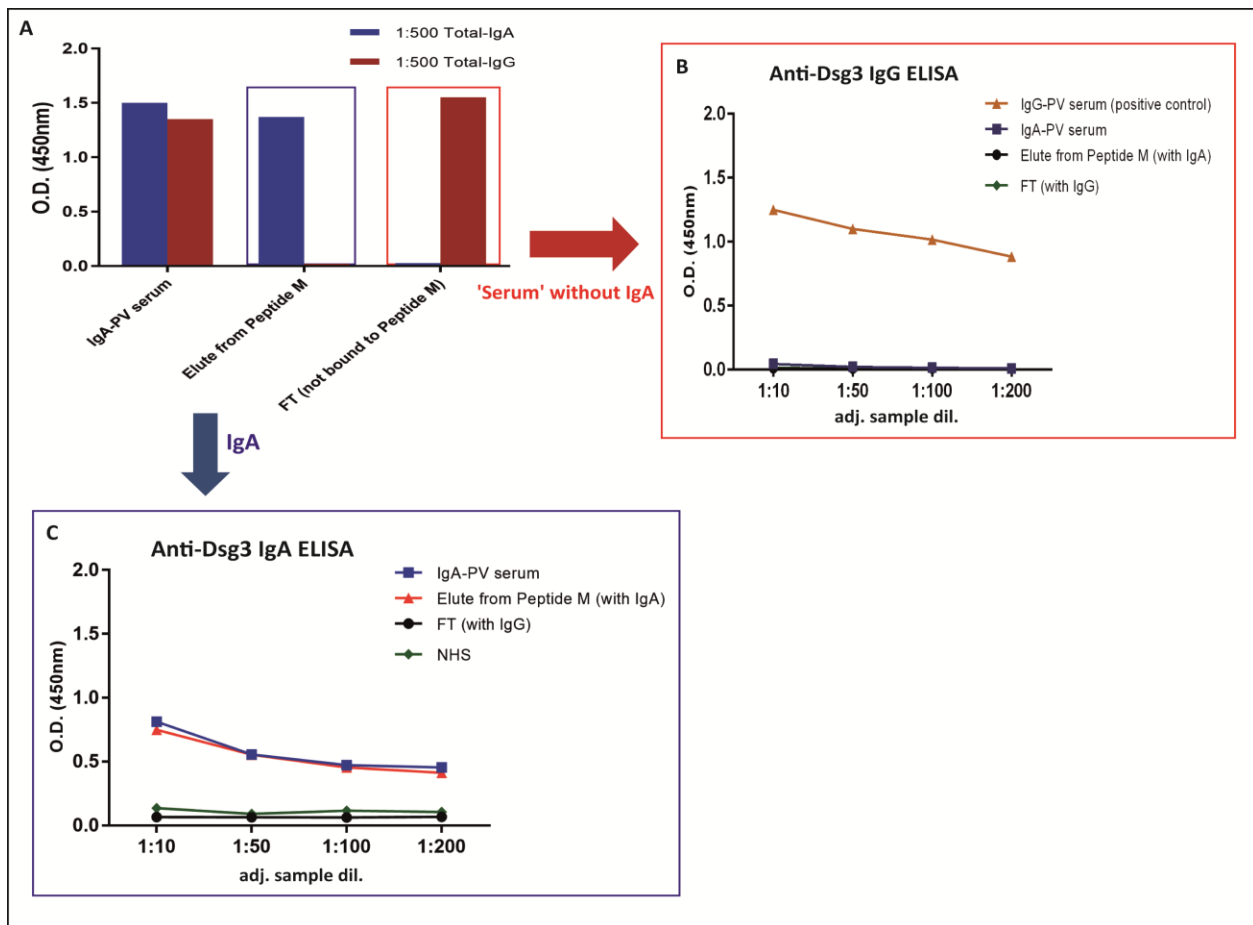 A
1:500 Total-IgA
1:500 Total-IgG
2.0
1.5
1.0
0.5
0.0
O.D. (450nm)
IgA-PV serum
Elute from Peptide M
FT (not bound to Peptide M)
'Serum' without IgA
IgA
B
Anti-Dsg3 IgG ELISA
IgG-PV serum (positive control)
IgA-PV serum
Elute from Peptide M (with IgA)
FT (with IgG)
2.0
1.5
1.0
0.5
0.0
O.D. (450nm)
1:10 1:50 1:100 1:200
adj. sample dil.
C
Anti-Dsg3 IgA ELISA
IgA-PV serum
Elute from Peptide M (with IgA)
FT (with IgG)
NHS
2.0
1.5
1.0
0.5
0.0
O.D. (450nm)
1:10 1:50 1:100 1:200
adj. sample dil.